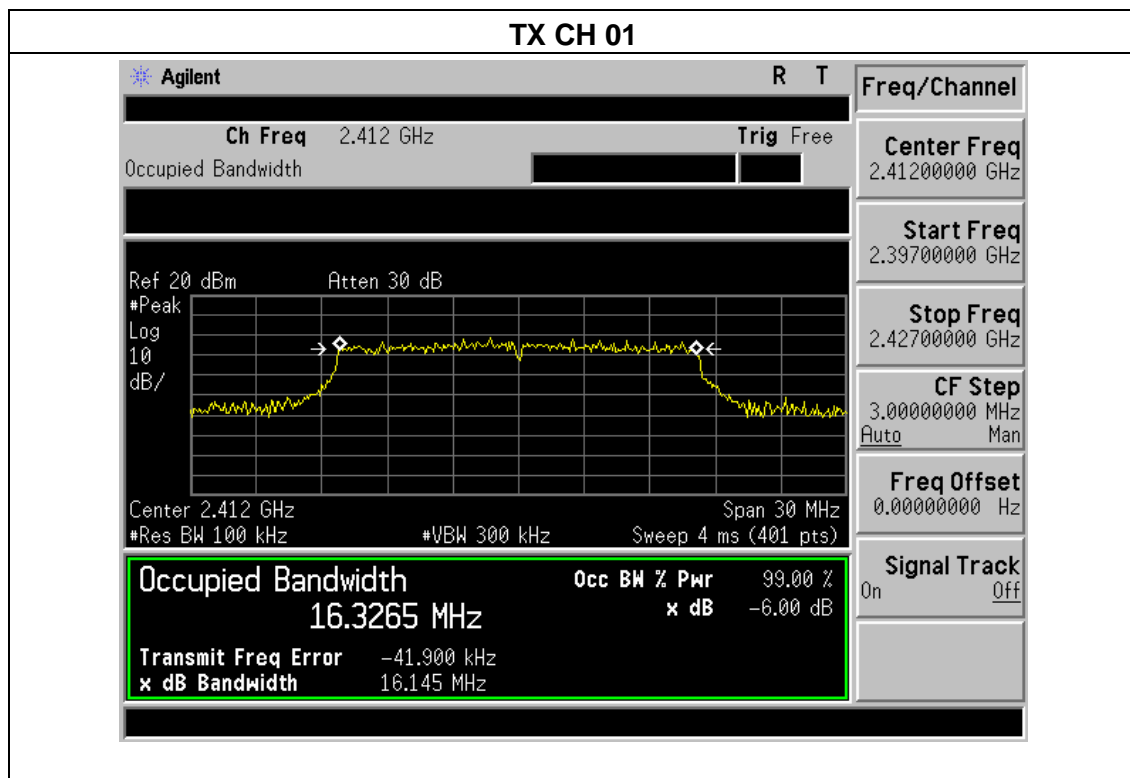 TX CH 01
Agilent R T
Ch Freq 2.412 GHz Trig Free
Occupied Bandwidth
Ref 20 dBm Atten 30 dB
#Peak
Log
10
dB/
Center 2.412 GHz Span 30 MHz
#Res BW 100 kHz #VBW 300 kHz Sweep 4 ms (401 pts)
Occupied Bandwidth Occ BW % Pwr 99.00 %
16.3265 MHz x dB -6.00 dB
Transmit Freq Error -41.900 kHz
x dB Bandwidth 16.145 MHz
Freq/Channel
Center Freq
2.41200000 GHz
Start Freq
2.39700000 GHz
Stop Freq
2.42700000 GHz
CF Step
3.00000000 MHz
Auto Man
Freq Offset
0.00000000 Hz
Signal Track
On Off